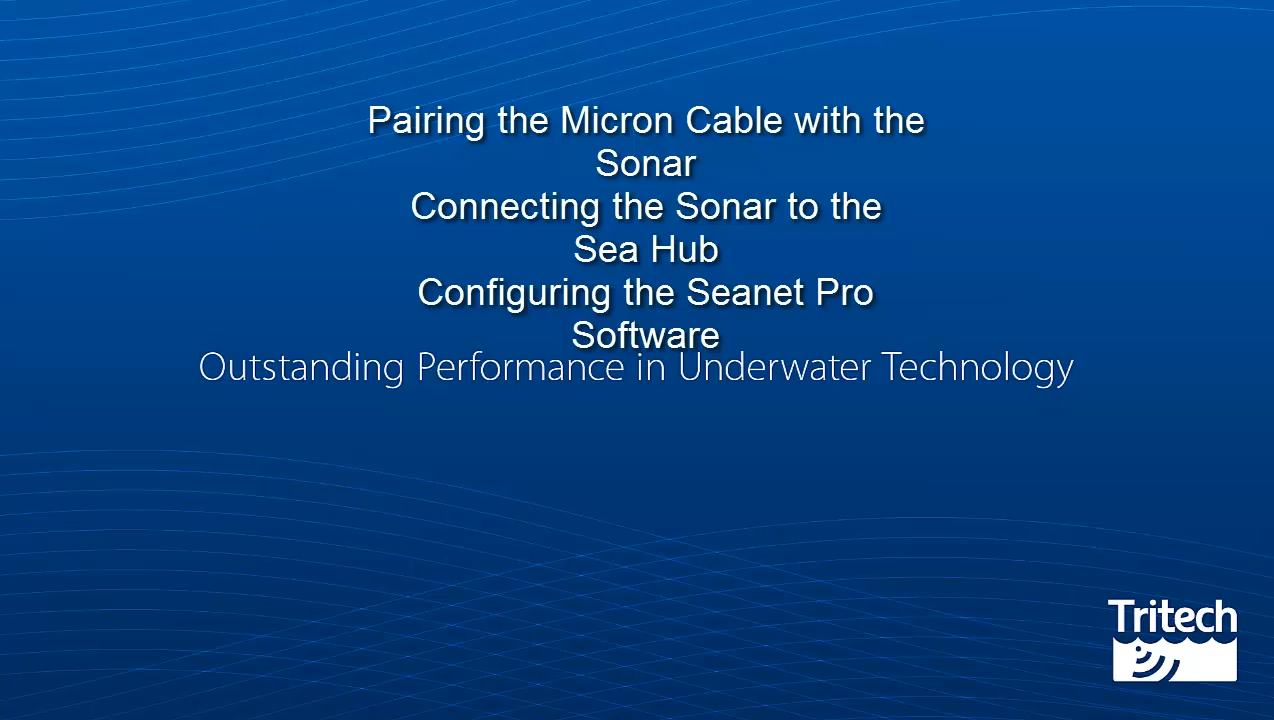 Pairing the Micron Cable with the
Sonar
Connecting the Sonar to the
Sea Hub
Configuring the Seanet Pro
Software
Outstanding Performance in Underwater Technology
Tritech